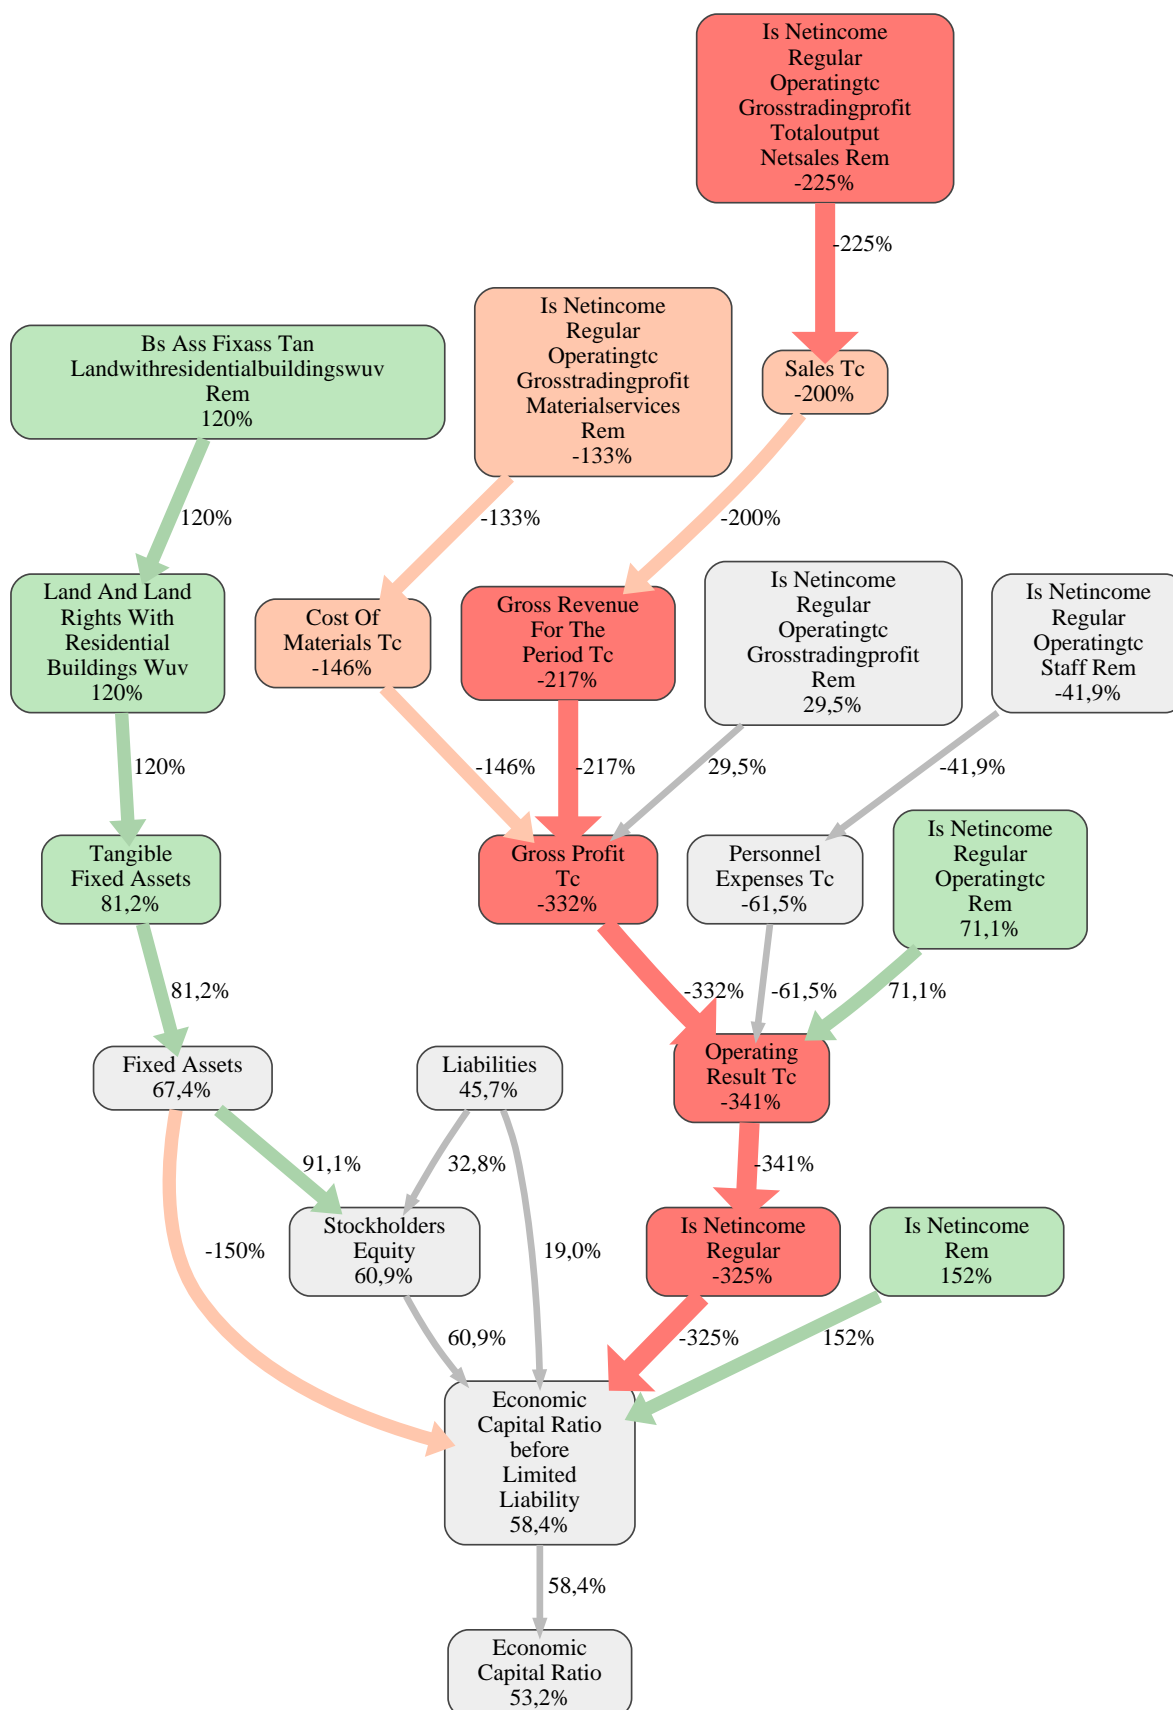 Is Netincome
Regular
Operatingtc
Grosstradingprofit
Totaloutput
Netsales Rem
-225%
-225%
Bs Ass Fixass Tan
Landwithresidentialbuildingswuv
Rem
120%
Is Netincome
Regular
Operatingtc
Grosstradingprofit
Materialservices
Rem
-133%
Sales Tc
-200%
120%
-133%
-200%
Land And Land
Rights With
Residential
Buildings Wuv
120%
Cost Of
Materials Tc
-146%
Gross Revenue
For The
Period Tc
-217%
Is Netincome
Regular
Operatingtc
Grosstradingprofit
Rem
29,5%
Is Netincome
Regular
Operatingtc
Staff Rem
-41,9%
120%
-146%
-217%
29,5%
-41,9%
Tangible
Fixed Assets
81,2%
Gross Profit
Tc
-332%
Personnel
Expenses Tc
-61,5%
Is Netincome
Regular
Operatingtc
Rem
71,1%
81,2%
-332%
-61,5%
71,1%
Fixed Assets
67,4%
Liabilities
45,7%
Operating
Result Tc
-341%
91,1%
32,8%
-341%
Stockholders
Equity
60,9%
-150%
19,0%
Is Netincome
Regular
-325%
Is Netincome
Rem
152%
60,9%
-325%
152%
Economic
Capital Ratio
before
Limited
Liability
58,4%
58,4%
Economic
Capital Ratio
53,2%